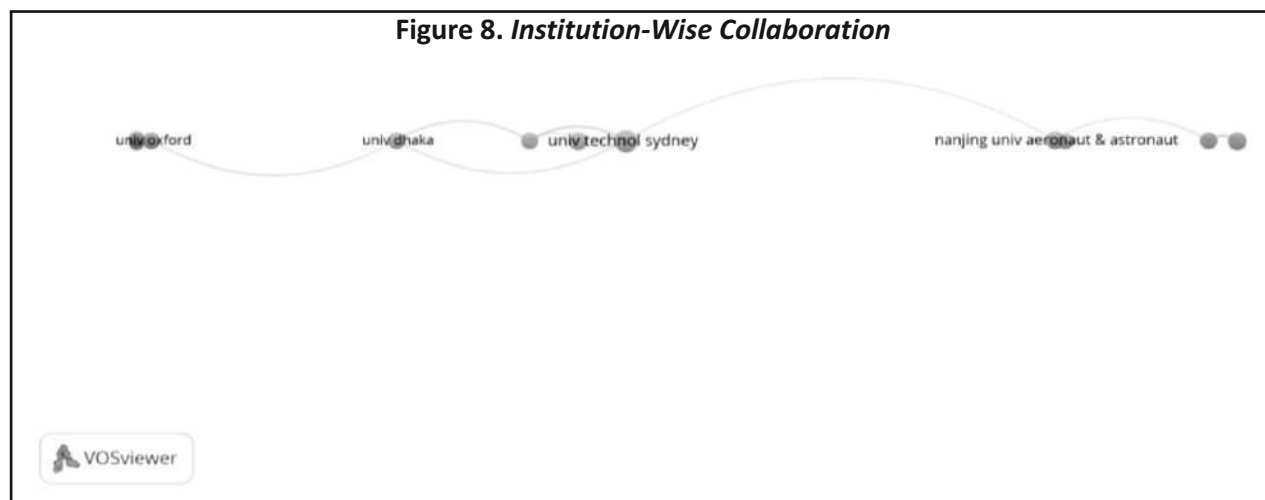 Figure 8. Institution-Wise Collaboration
univ oxford
univ dhaka
univ technol sydney
nanjing univ aeronaut & astronaut
VOSviewer